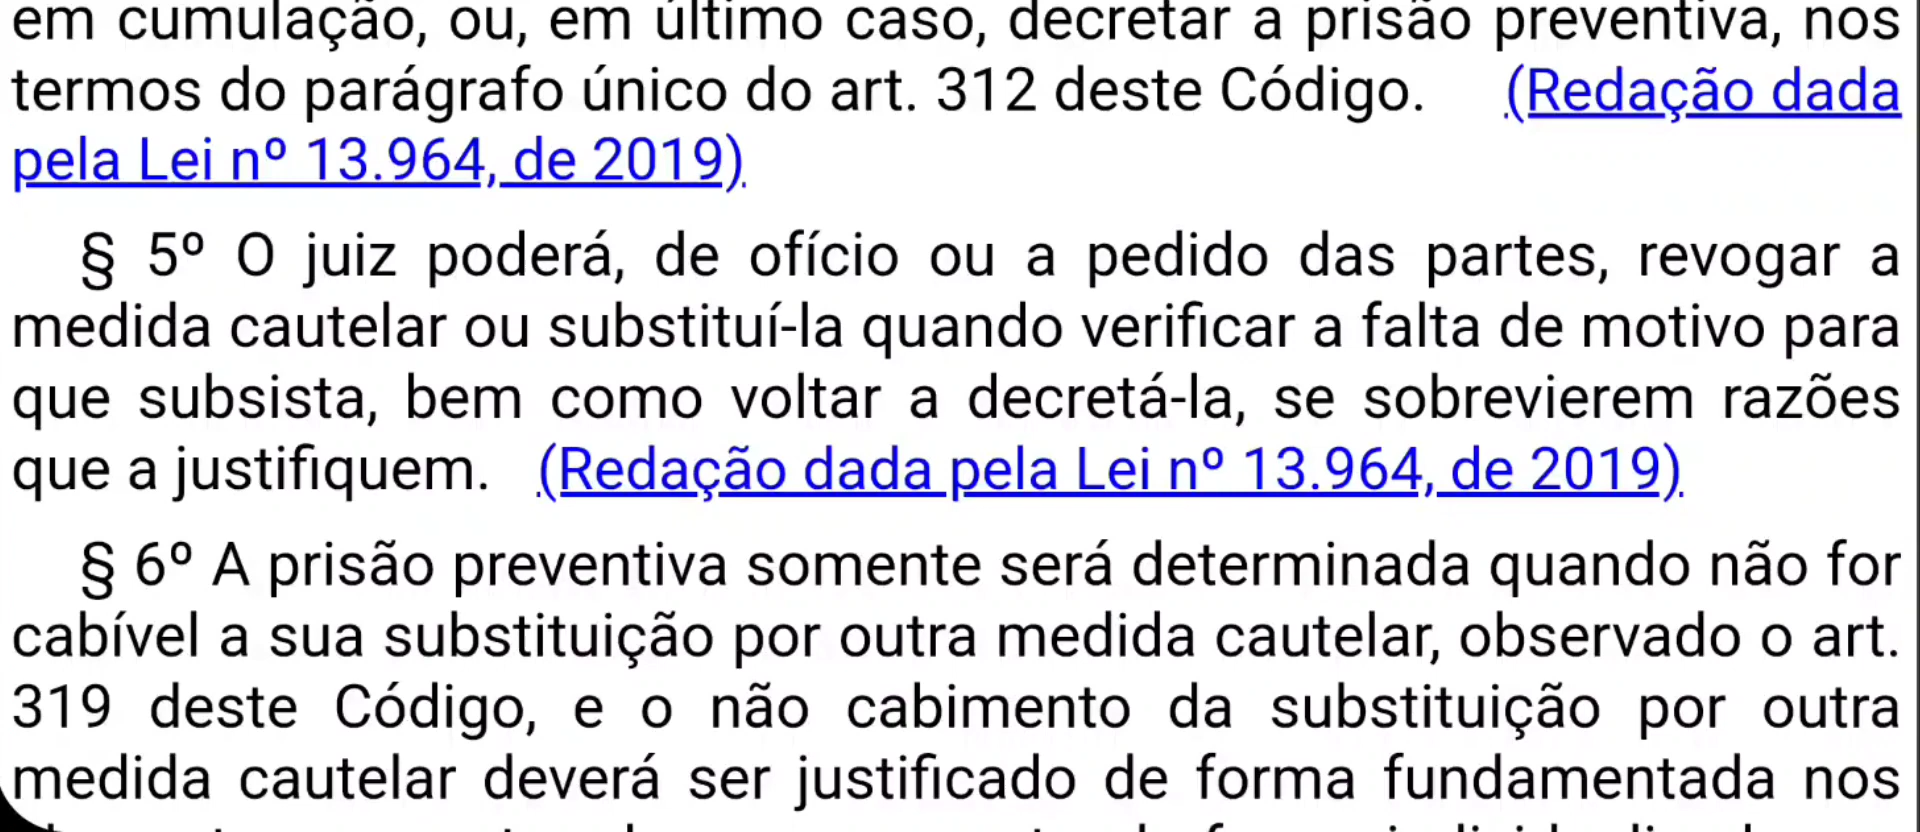 em cumulação, ou, em último caso, decretar a prisão preventiva, nos
termos do parágrafo único do art. 312 deste Código. (Redação dada
pela Lei nº 13.964, de 2019)
§ 5º O juiz poderá, de ofício ou a pedido das partes, revogar a
medida cautelar ou substituí-la quando verificar a falta de motivo para
que subsista, bem como voltar a decretá-la, se sobrevierem razões
que a justifiquem. (Redação dada pela Lei nº 13.964, de 2019)
§ 6º A prisão preventiva somente será determinada quando não for
cabível a sua substituição por outra medida cautelar, observado o art.
319 deste Código, e o não cabimento da substituição por outra
medida cautelar deverá ser justificado de forma fundamentada nos